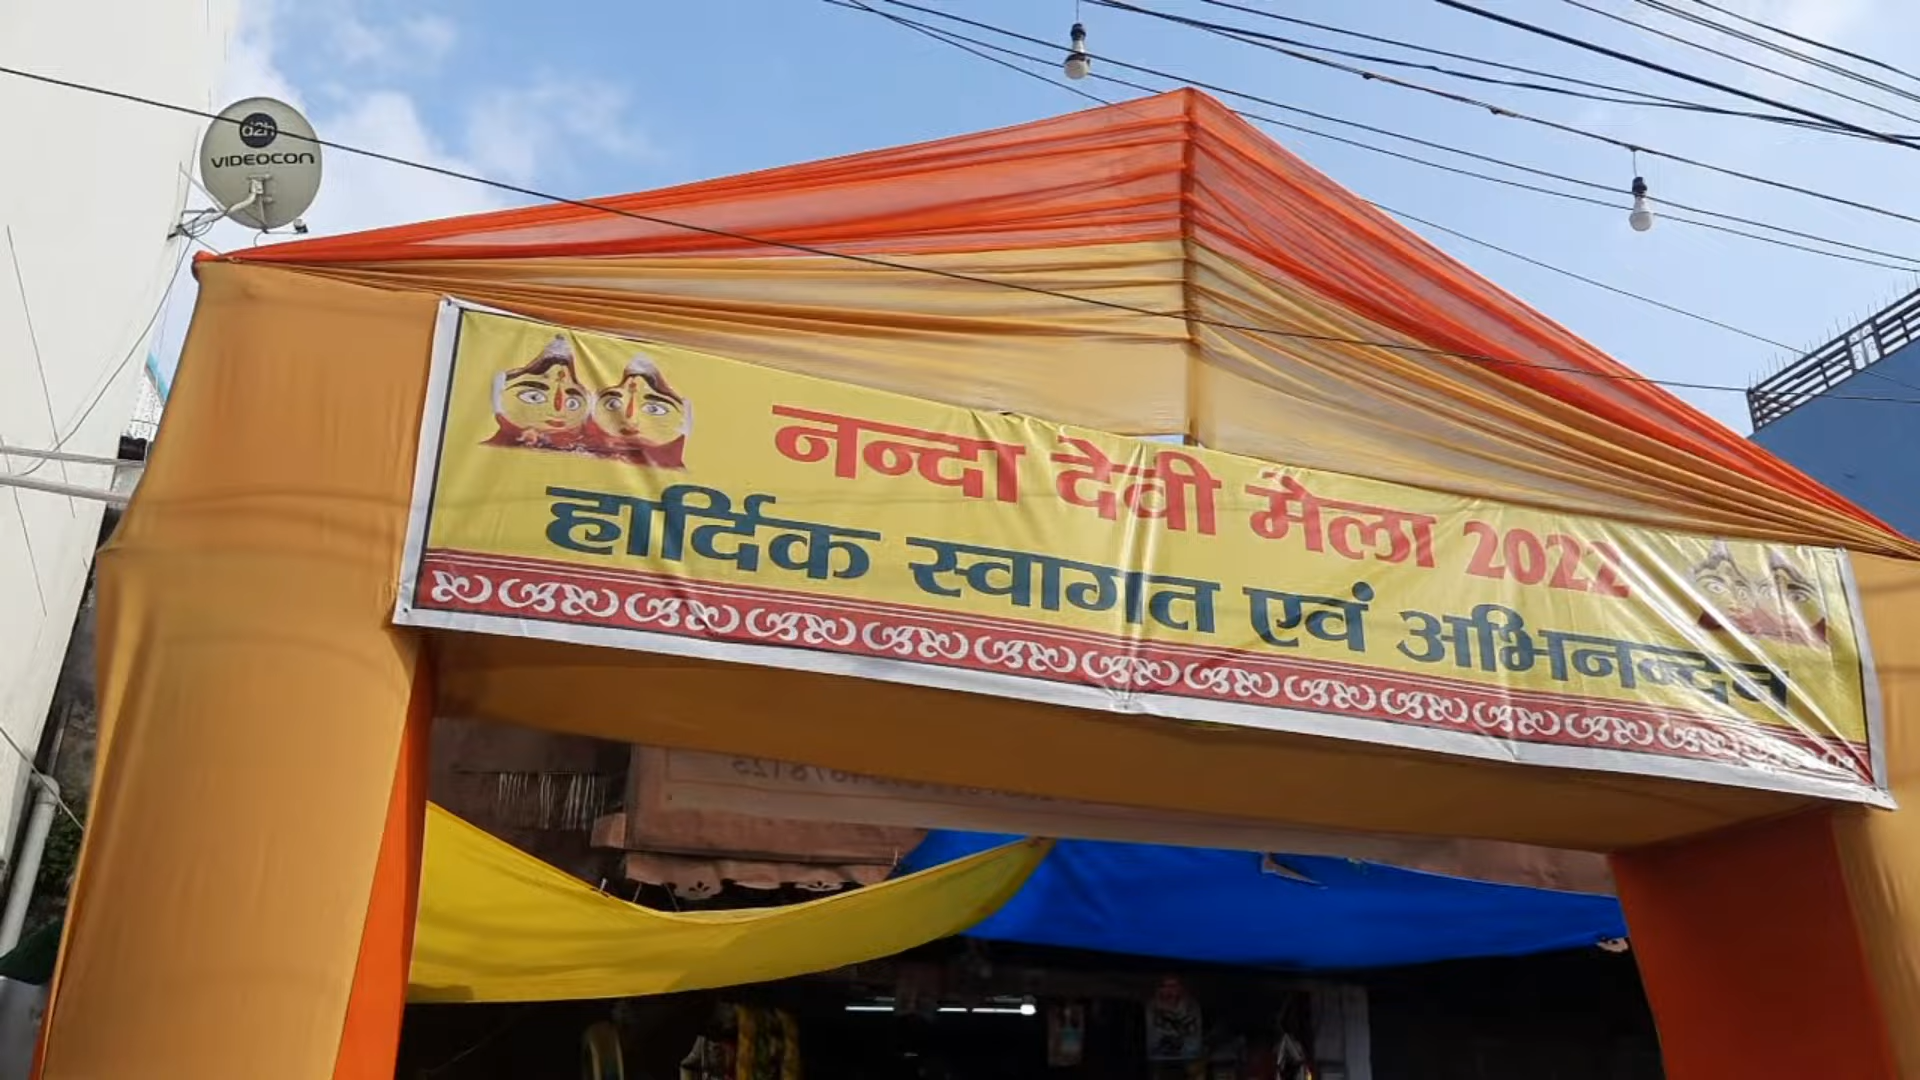 d2h
VIDEOCON
नन्दा देवी मेला 2022
हार्दिक स्वागत एवं अभिनन्दन